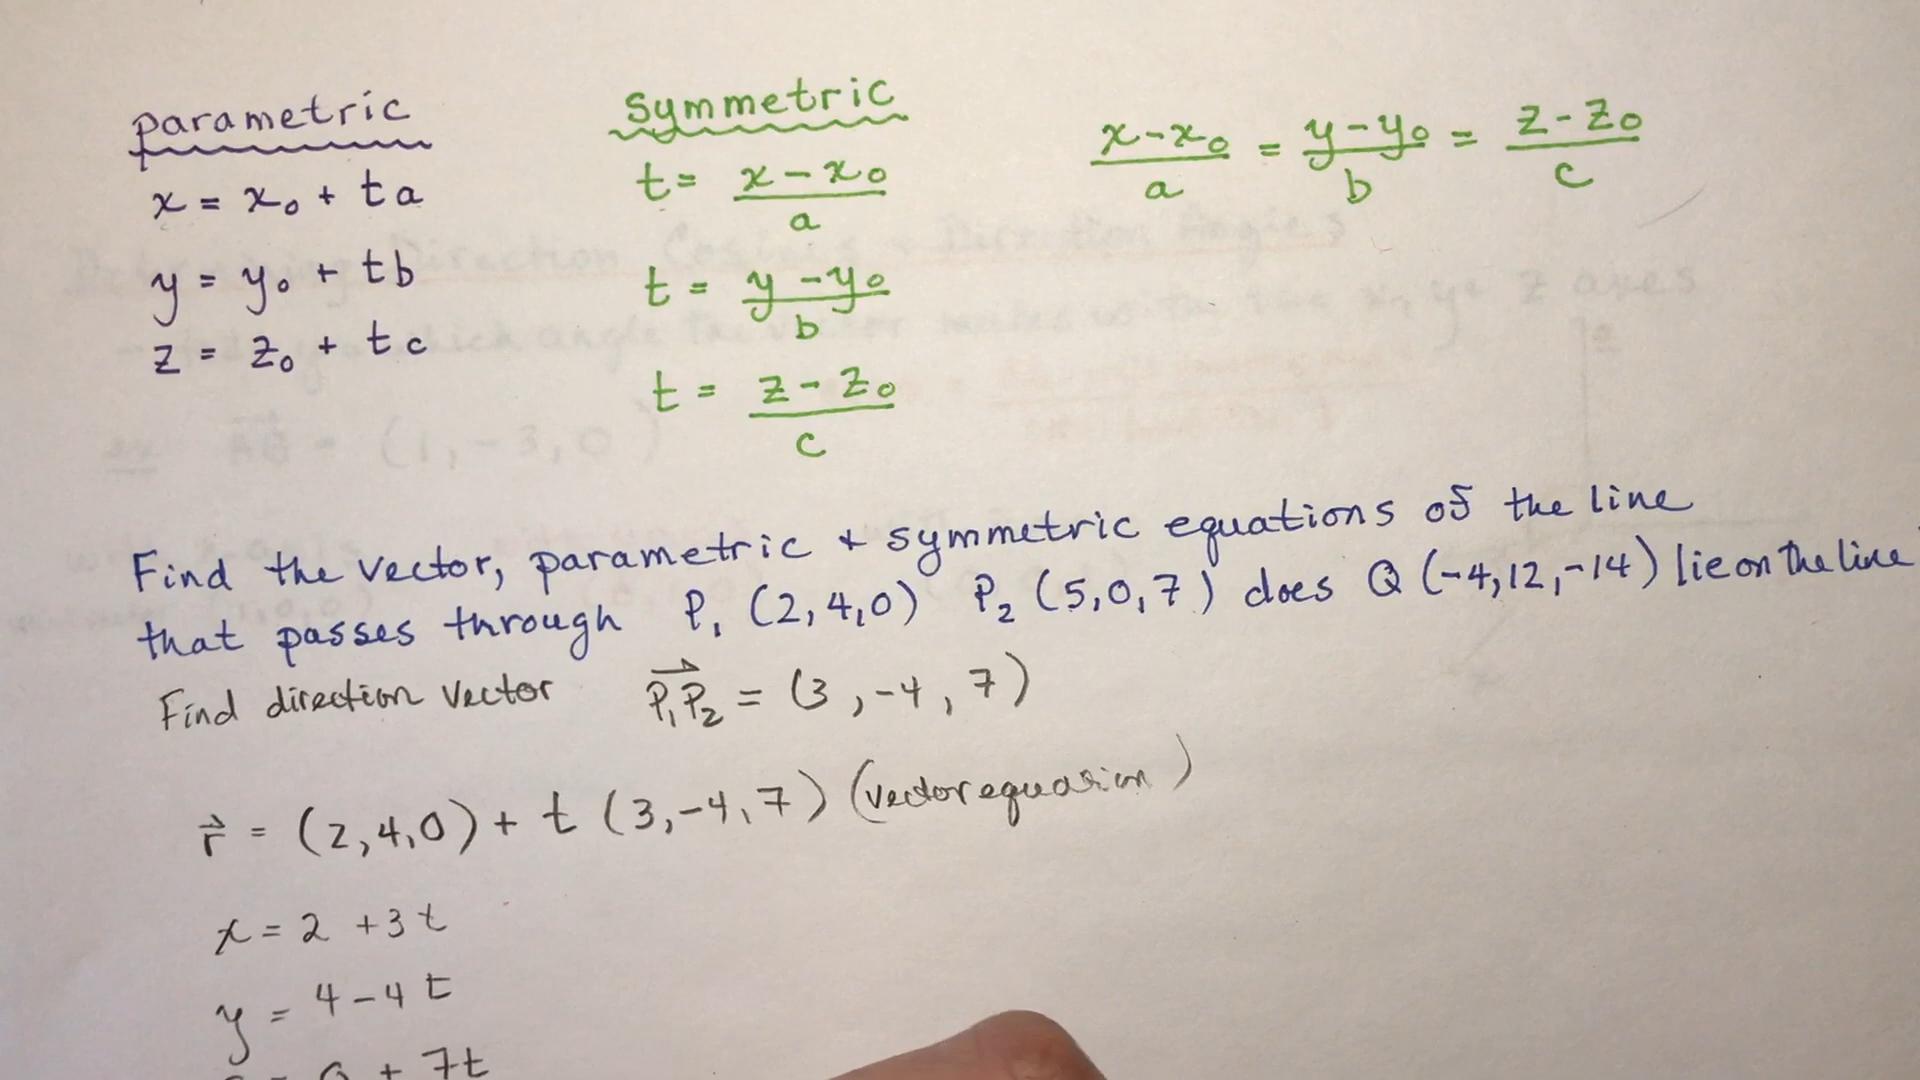 parametric
x = x₀ + ta
y = y₀ + tb
z = z₀ + tc
Symmetric
t = (x - x₀)/a
t = (y - y₀)/b
t = (z - z₀)/c
(x - x₀)/a = (y - y₀)/b = (z - z₀)/c
Find the vector, parametric & symmetric equations of the line
that passes through P₁ (2,4,0) P₂ (5,0,7) does Q (-4,12,-14) lie on the line
Find direction vector P₁P₂ = (3, -4, 7)
r = (2,4,0) + t (3,-4,7) (vector equation)
x = 2 + 3t
y = 4 - 4t
= 0 + 7t